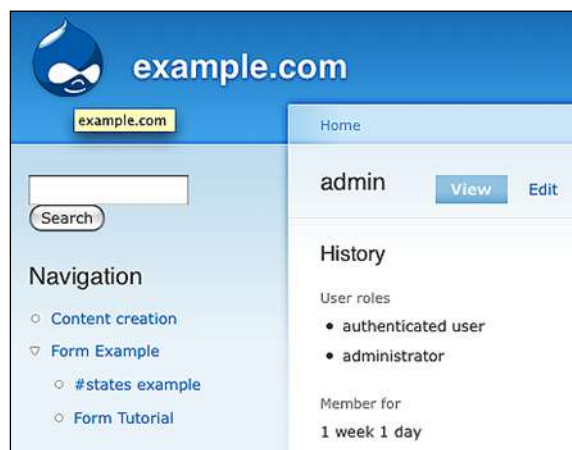 example.com
example.com
Search
Navigation
Content creation
Form Example
#states example
Form Tutorial
Home
admin View Edit
History
User roles
authenticated user
administrator
Member for
1 week 1 day